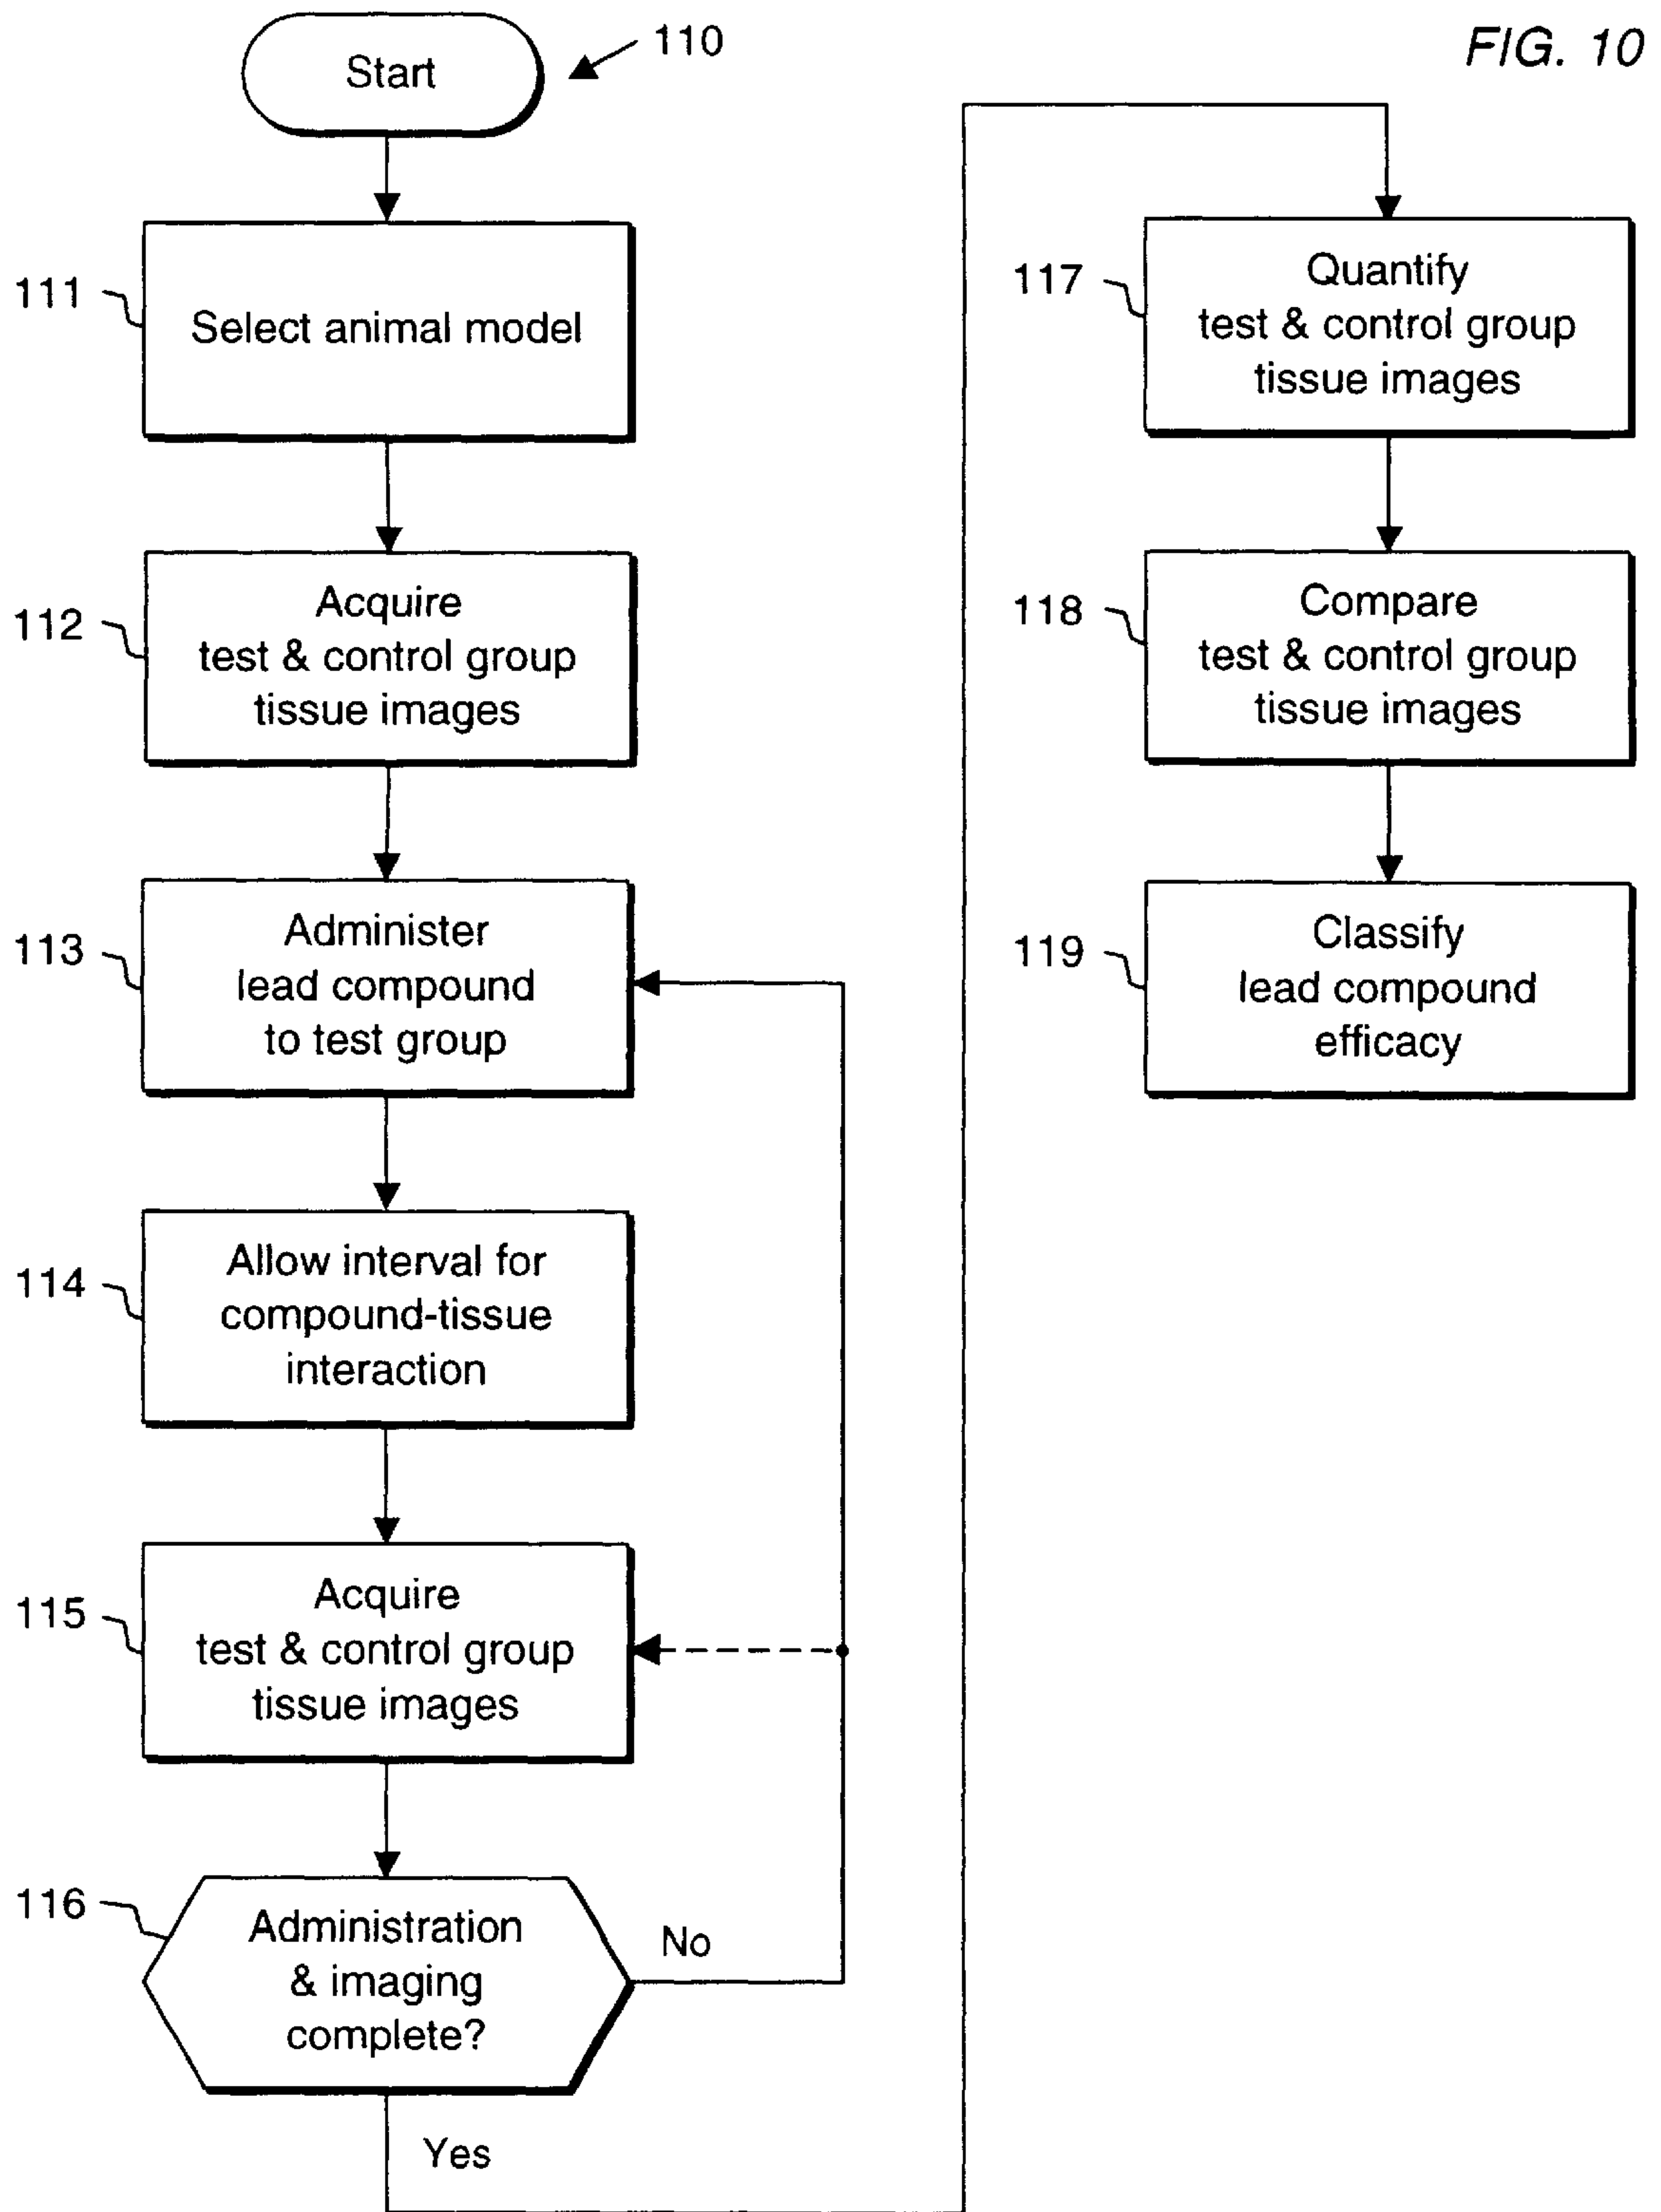 FIG. 10
Start
110
111
Select animal model
112
Acquire
test & control group
tissue images
113
Administer
lead compound
to test group
114
Allow interval for
compound-tissue
interaction
115
Acquire
test & control group
tissue images
116
Administration
& imaging
complete?
No
Yes
117
Quantify
test & control group
tissue images
118
Compare
test & control group
tissue images
119
Classify
lead compound
efficacy